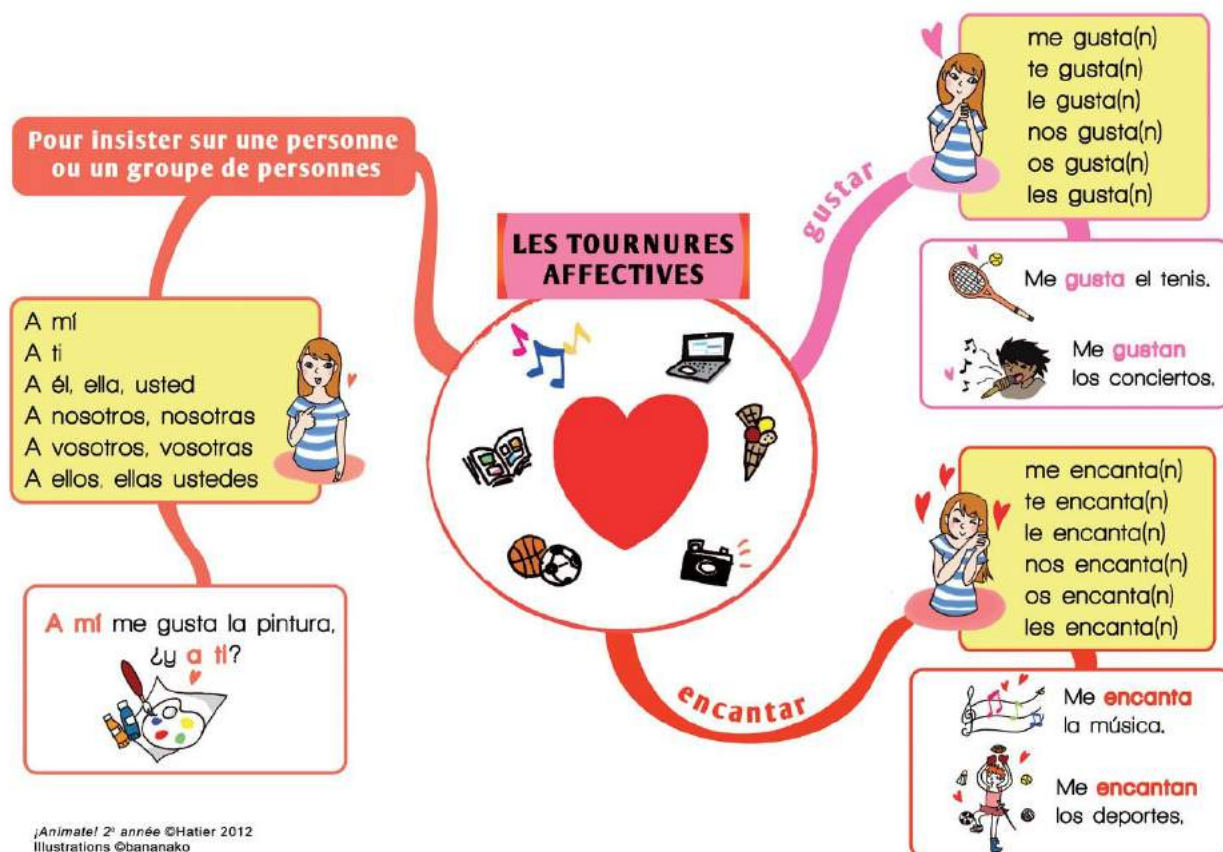 LES TOURNURES
AFFECTIVES
Pour insister sur une personne
ou un groupe de personnes
A mí
A ti
A él, ella, usted
A nosotros, nosotras
A vosotros, vosotras
A ellos, ellas ustedes
A mí me gusta la pintura,
¿y a ti?
gustar
me gusta(n)
te gusta(n)
le gusta(n)
nos gusta(n)
os gusta(n)
les gusta(n)
Me gusta el tenis.
Me gustan
los conciertos.
encantar
me encanta(n)
te encanta(n)
le encanta(n)
nos encanta(n)
os encanta(n)
les encanta(n)
Me encanta
la música.
Me encantan
los deportes.
¡Animate! 2e année ©Hatier 2012
Illustrations ©bananako